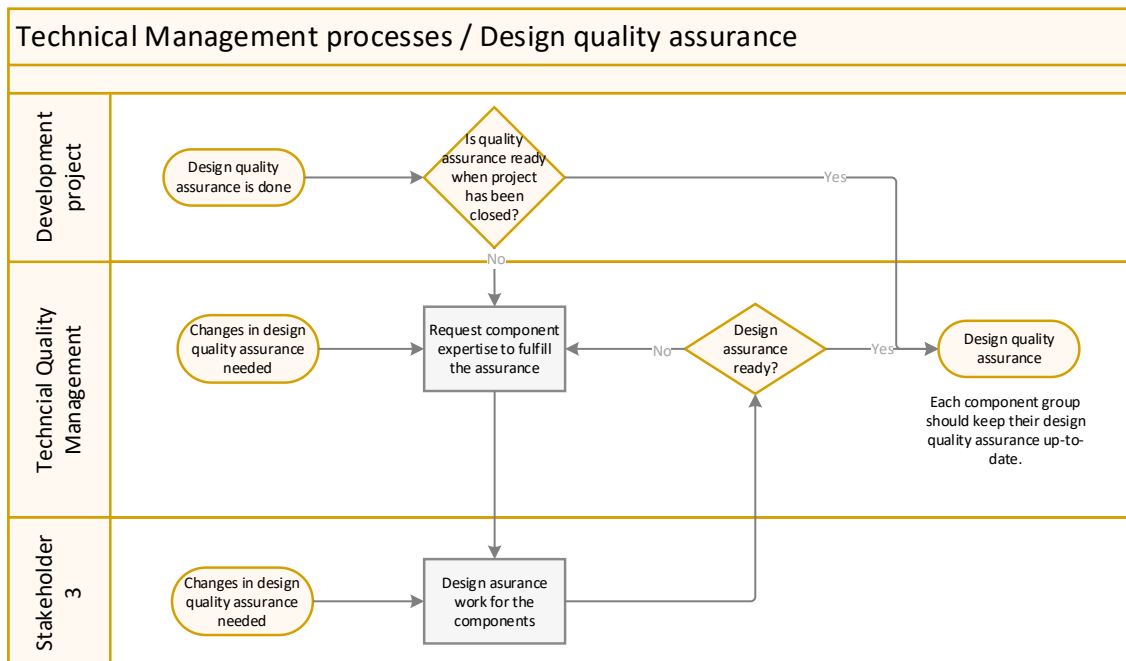 Technical Management processes / Design quality assurance
Development
project
Design quality
assurance is done
Is quality
assurance ready
when project
has been
closed?
Yes
No
Techncial Quality
Management
Changes in design
quality assurance
needed
Request component
expertise to fulfill
the assurance
No
Design
assurance
ready?
Yes
Design quality
assurance
Each component group
should keep their design
quality assurance up-to-
date.
Stakeholder
3
Changes in design
quality assurance
needed
Design asurance
work for the
components